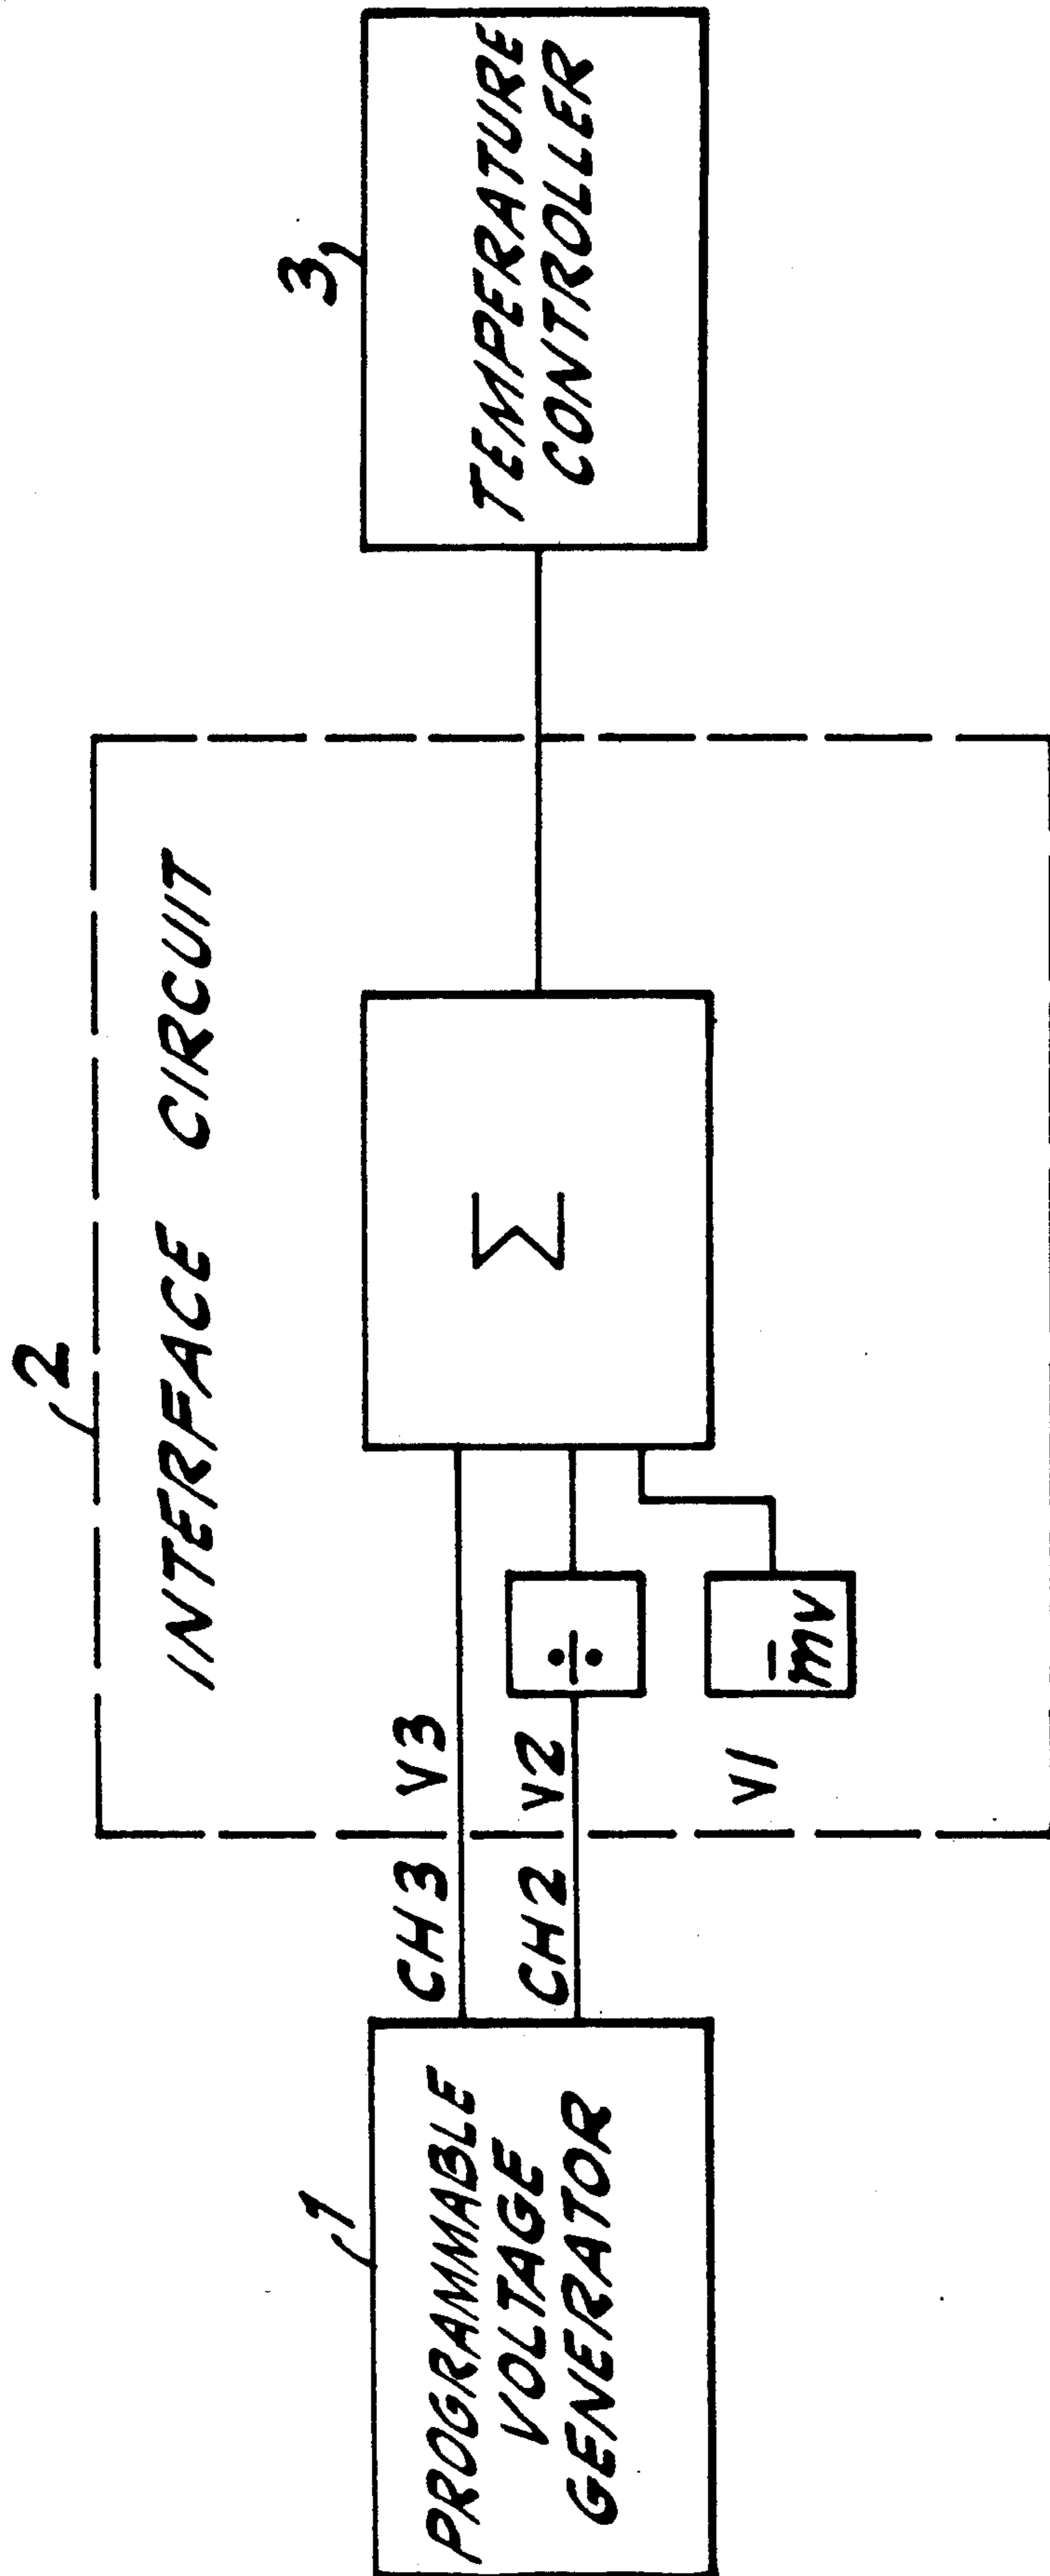 1
PROGRAMMABLE
VOLTAGE
GENERATOR
CH3 V3
CH2 V2
V1
2
INTERFACE CIRCUIT
÷
mV
Σ
3
TEMPERATURE
CONTROLLER